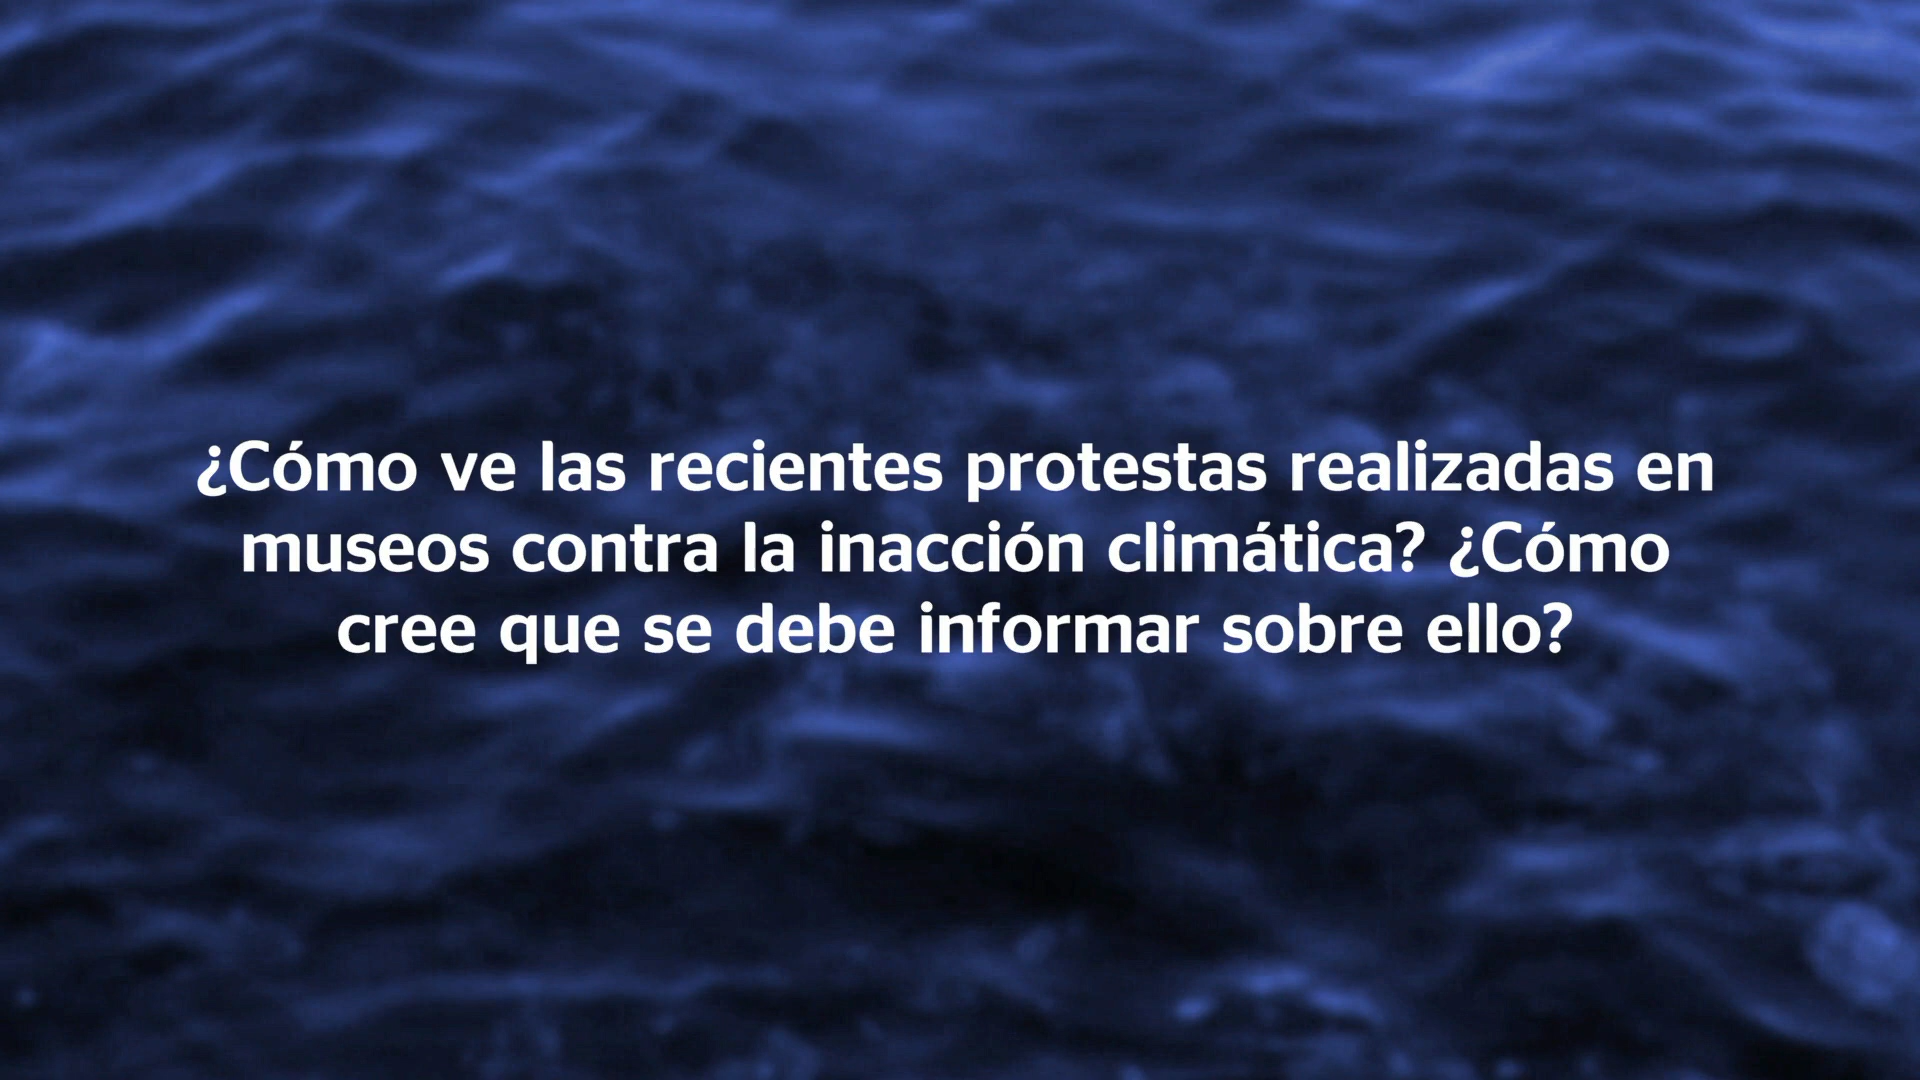 ¿Cómo ve las recientes protestas realizadas en
museos contra la inacción climática? ¿Cómo
cree que se debe informar sobre ello?